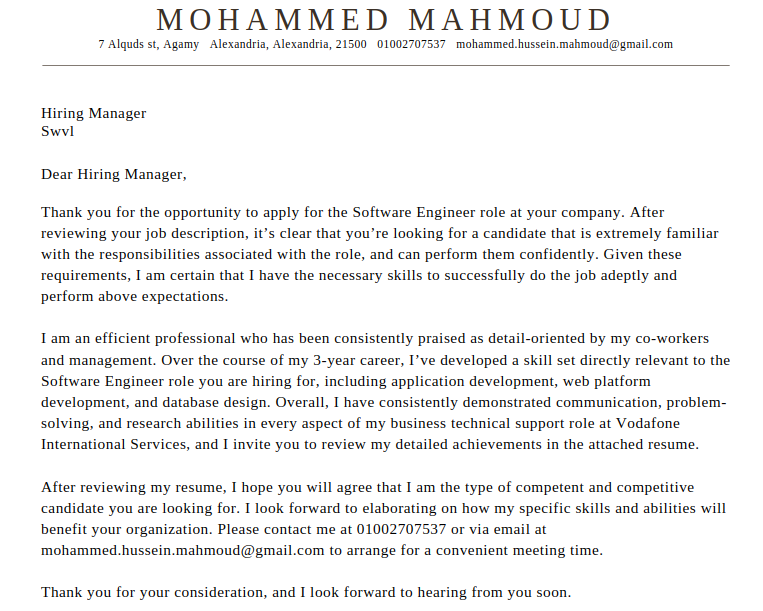 MOHAMMED MAHMOUD
7 Alquds st, Agamy Alexandria, Alexandria, 21500 01002707537 mohammed.hussein.mahmoud@gmail.com
Hiring Manager
Swvl
Dear Hiring Manager,
Thank you for the opportunity to apply for the Software Engineer role at your company. After
reviewing your job description, it’s clear that you’re looking for a candidate that is extremely familiar
with the responsibilities associated with the role, and can perform them confidently. Given these
requirements, I am certain that I have the necessary skills to successfully do the job adeptly and
perform above expectations.
I am an efficient professional who has been consistently praised as detail-oriented by my co-workers
and management. Over the course of my 3-year career, I’ve developed a skill set directly relevant to the
Software Engineer role you are hiring for, including application development, web platform
development, and database design. Overall, I have consistently demonstrated communication, problem-
solving, and research abilities in every aspect of my business technical support role at Vodafone
International Services, and I invite you to review my detailed achievements in the attached resume.
After reviewing my resume, I hope you will agree that I am the type of competent and competitive
candidate you are looking for. I look forward to elaborating on how my specific skills and abilities will
benefit your organization. Please contact me at 01002707537 or via email at
mohammed.hussein.mahmoud@gmail.com to arrange for a convenient meeting time.
Thank you for your consideration, and I look forward to hearing from you soon.